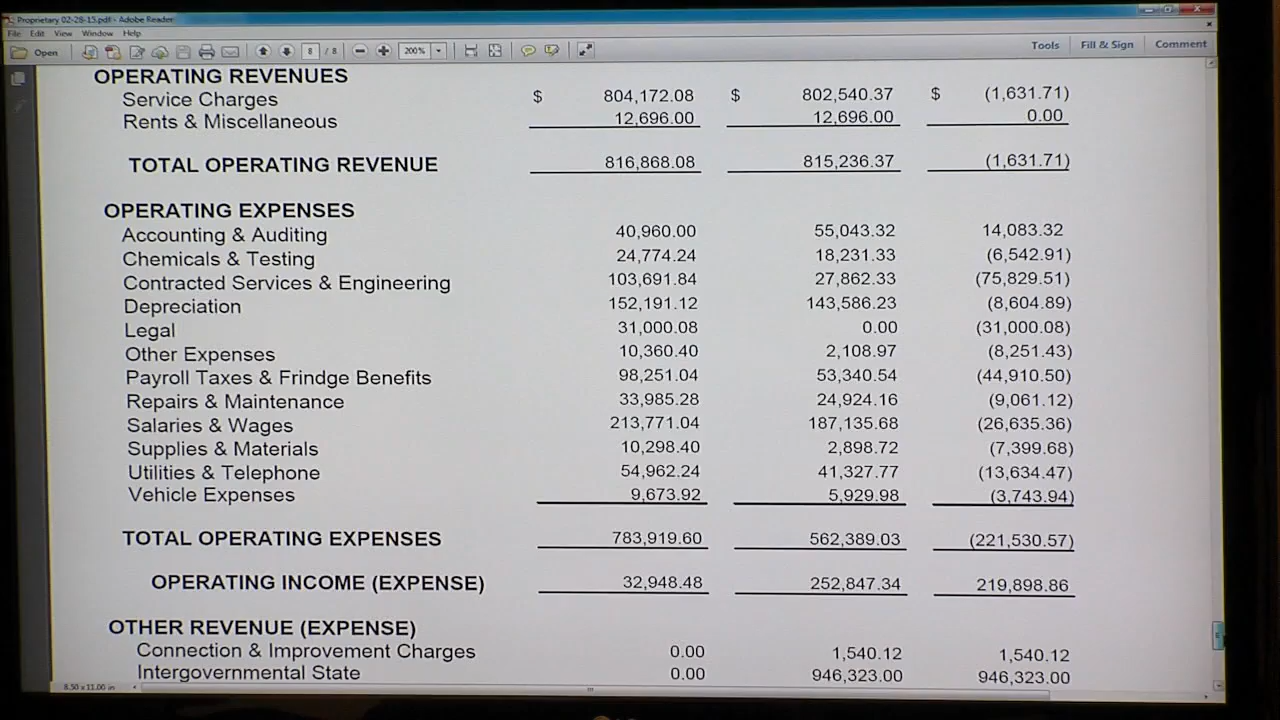 Proprietary 02-28-15.pdf - Adobe Reader
File Edit View Window Help
Open 8 / 8 200% Tools Fill & Sign Comment
OPERATING REVENUES
Service Charges $ 804,172.08 $ 802,540.37 $ (1,631.71)
Rents & Miscellaneous 12,696.00 12,696.00 0.00
TOTAL OPERATING REVENUE 816,868.08 815,236.37 (1,631.71)
OPERATING EXPENSES
Accounting & Auditing 40,960.00 55,043.32 14,083.32
Chemicals & Testing 24,774.24 18,231.33 (6,542.91)
Contracted Services & Engineering 103,691.84 27,862.33 (75,829.51)
Depreciation 152,191.12 143,586.23 (8,604.89)
Legal 31,000.08 0.00 (31,000.08)
Other Expenses 10,360.40 2,108.97 (8,251.43)
Payroll Taxes & Frindge Benefits 98,251.04 53,340.54 (44,910.50)
Repairs & Maintenance 33,985.28 24,924.16 (9,061.12)
Salaries & Wages 213,771.04 187,135.68 (26,635.36)
Supplies & Materials 10,298.40 2,898.72 (7,399.68)
Utilities & Telephone 54,962.24 41,327.77 (13,634.47)
Vehicle Expenses 9,673.92 5,929.98 (3,743.94)
TOTAL OPERATING EXPENSES 783,919.60 562,389.03 (221,530.57)
OPERATING INCOME (EXPENSE) 32,948.48 252,847.34 219,898.86
OTHER REVENUE (EXPENSE)
Connection & Improvement Charges 0.00 1,540.12 1,540.12
Intergovernmental State 0.00 946,323.00 946,323.00
8.50 x 11.00 in